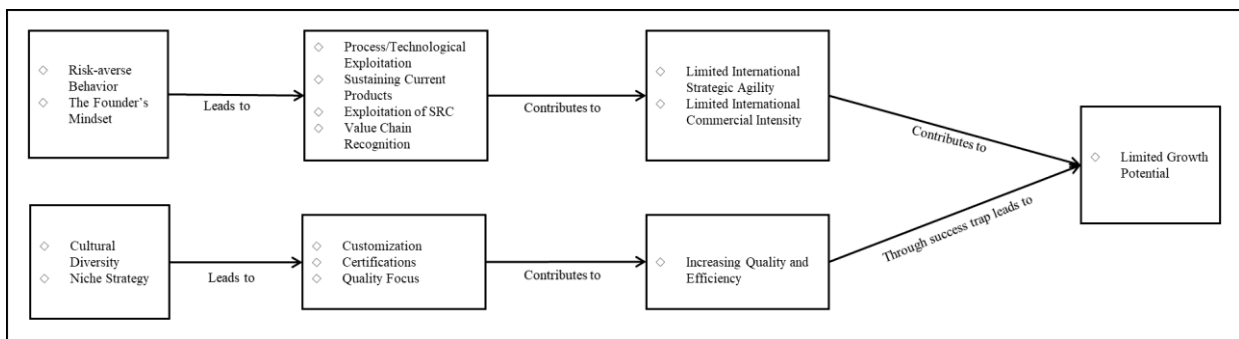 ◇ Risk-averse
Behavior
◇ The Founder's
Mindset
Leads to
◇ Process/Technological
Exploitation
◇ Sustaining Current
Products
◇ Exploitation of SRC
◇ Value Chain
Recognition
Contributes to
◇ Limited International
Strategic Agility
◇ Limited International
Commercial Intensity
Contributes to
◇ Limited Growth
Potential
◇ Cultural
Diversity
◇ Niche Strategy
Leads to
◇ Customization
◇ Certifications
◇ Quality Focus
Contributes to
◇ Increasing Quality and
Efficiency
Through success trap leads to